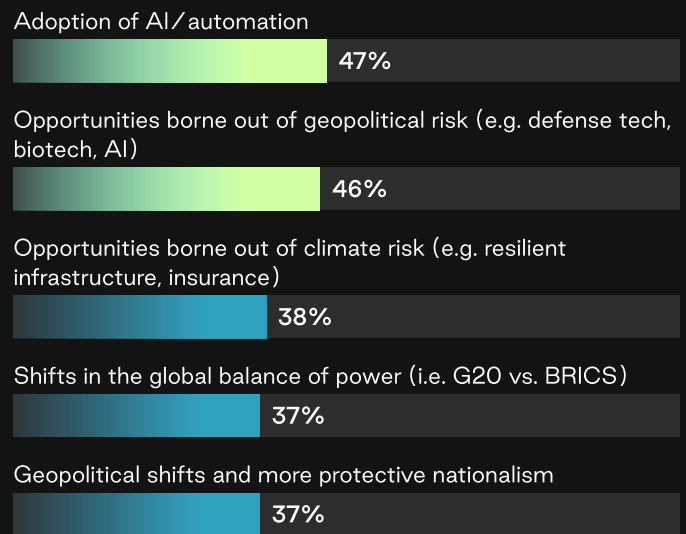 Adoption of AI/automation
47%
Opportunities borne out of geopolitical risk (e.g. defense tech,
biotech, AI)
46%
Opportunities borne out of climate risk (e.g. resilient
infrastructure, insurance)
38%
Shifts in the global balance of power (i.e. G20 vs. BRICS)
37%
Geopolitical shifts and more protective nationalism
37%